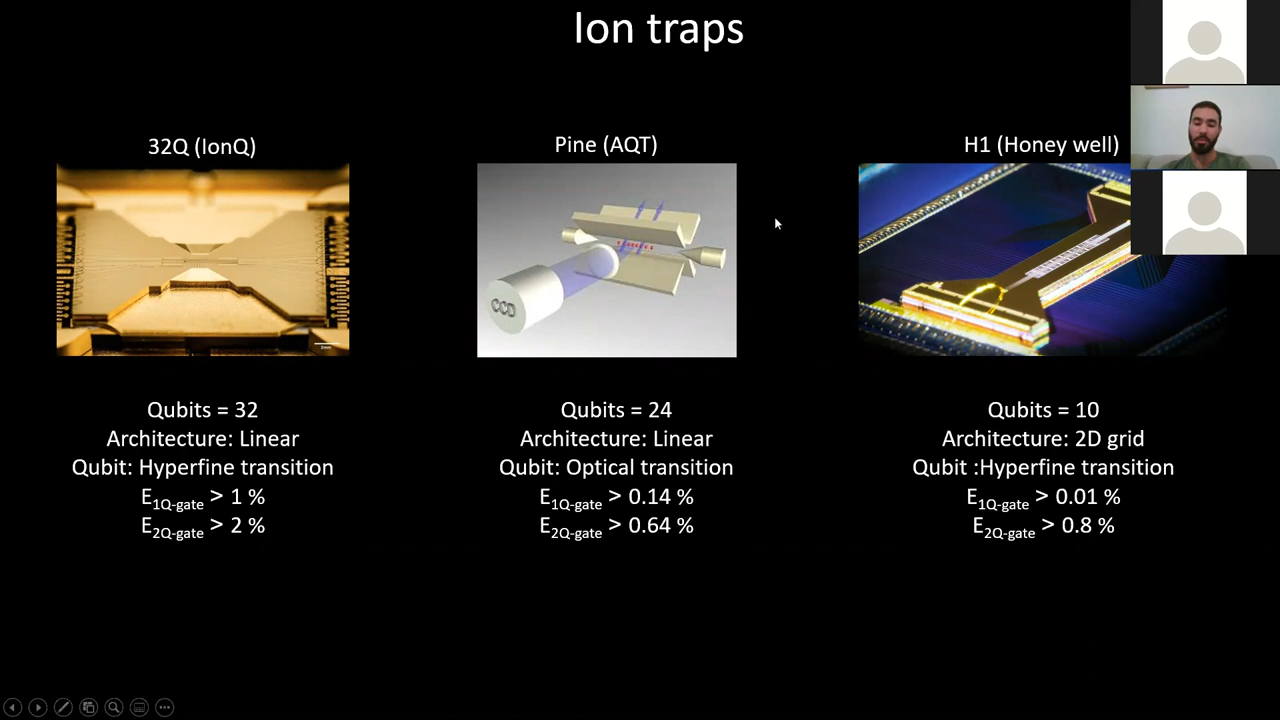 Ion traps
32Q (IonQ)
Pine (AQT)
H1 (Honey well)
CCD
Qubits = 32
Architecture: Linear
Qubit: Hyperfine transition
E1Q-gate > 1 %
E2Q-gate > 2 %
Qubits = 24
Architecture: Linear
Qubit: Optical transition
E1Q-gate > 0.14 %
E2Q-gate > 0.64 %
Qubits = 10
Architecture: 2D grid
Qubit :Hyperfine transition
E1Q-gate > 0.01 %
E2Q-gate > 0.8 %